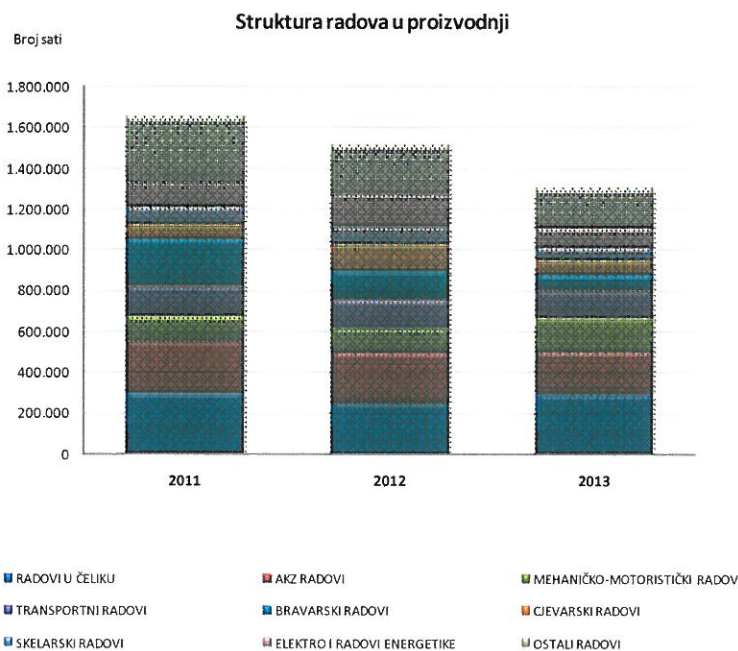 Struktura radova u proizvodnji
Broj sati
1.800.000
1.600.000
1.400.000
1.200.000
1.000.000
800.000
600.000
400.000
200.000
0
2011 2012 2013
RADOVI U ČELIKU AKZ RADOVI MEHANIČKO-MOTORISTIČKI RADOV
TRANSPORTNI RADOVI BRAVARSKI RADOVI CJEVARSKI RADOVI
SKELARSKI RADOVI ELEKTRO I RADOVI ENERGETIKE OSTALI RADOVI